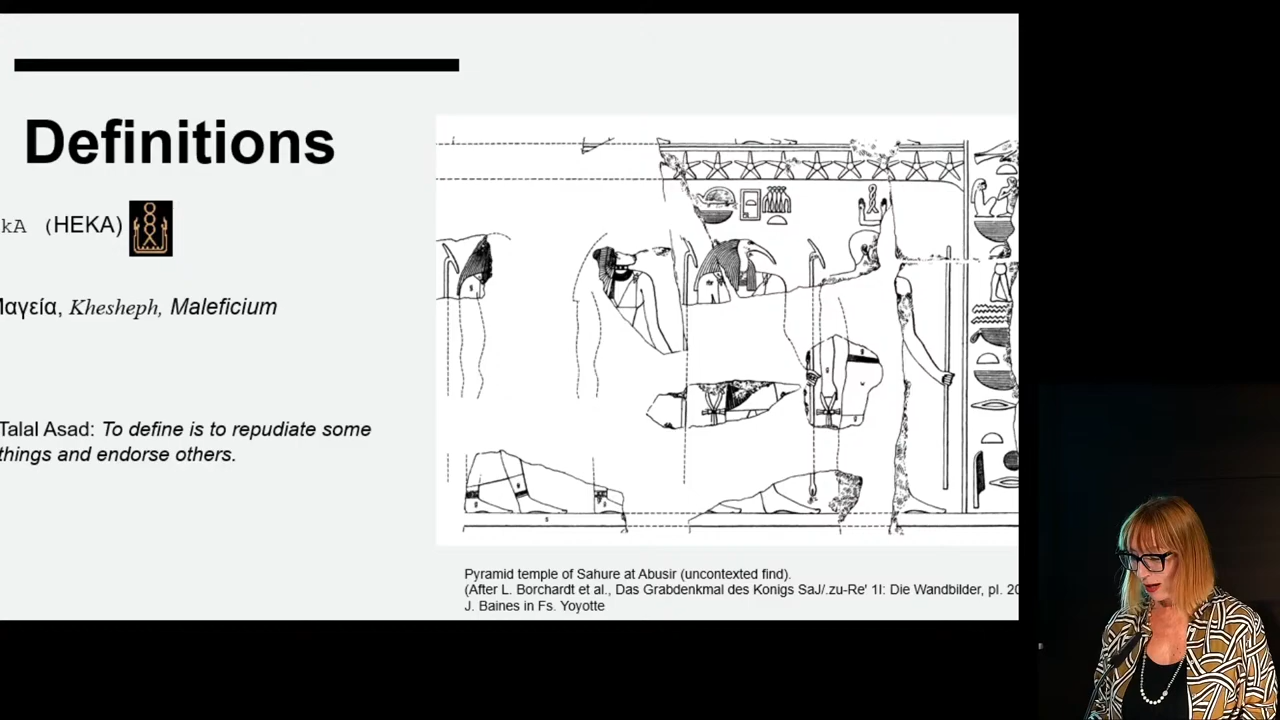 Definitions
kA (HEKA)
Μαγεία, Khesheph, Maleficium
Talal Asad: To define is to repudiate some
things and endorse others.
Pyramid temple of Sahure at Abusir (uncontexted find).
(After L. Borchardt et al., Das Grabdenkmal des Konigs SaJ/.zu-Re' 1I: Die Wandbilder, pl. 20
J. Baines in Fs. Yoyotte